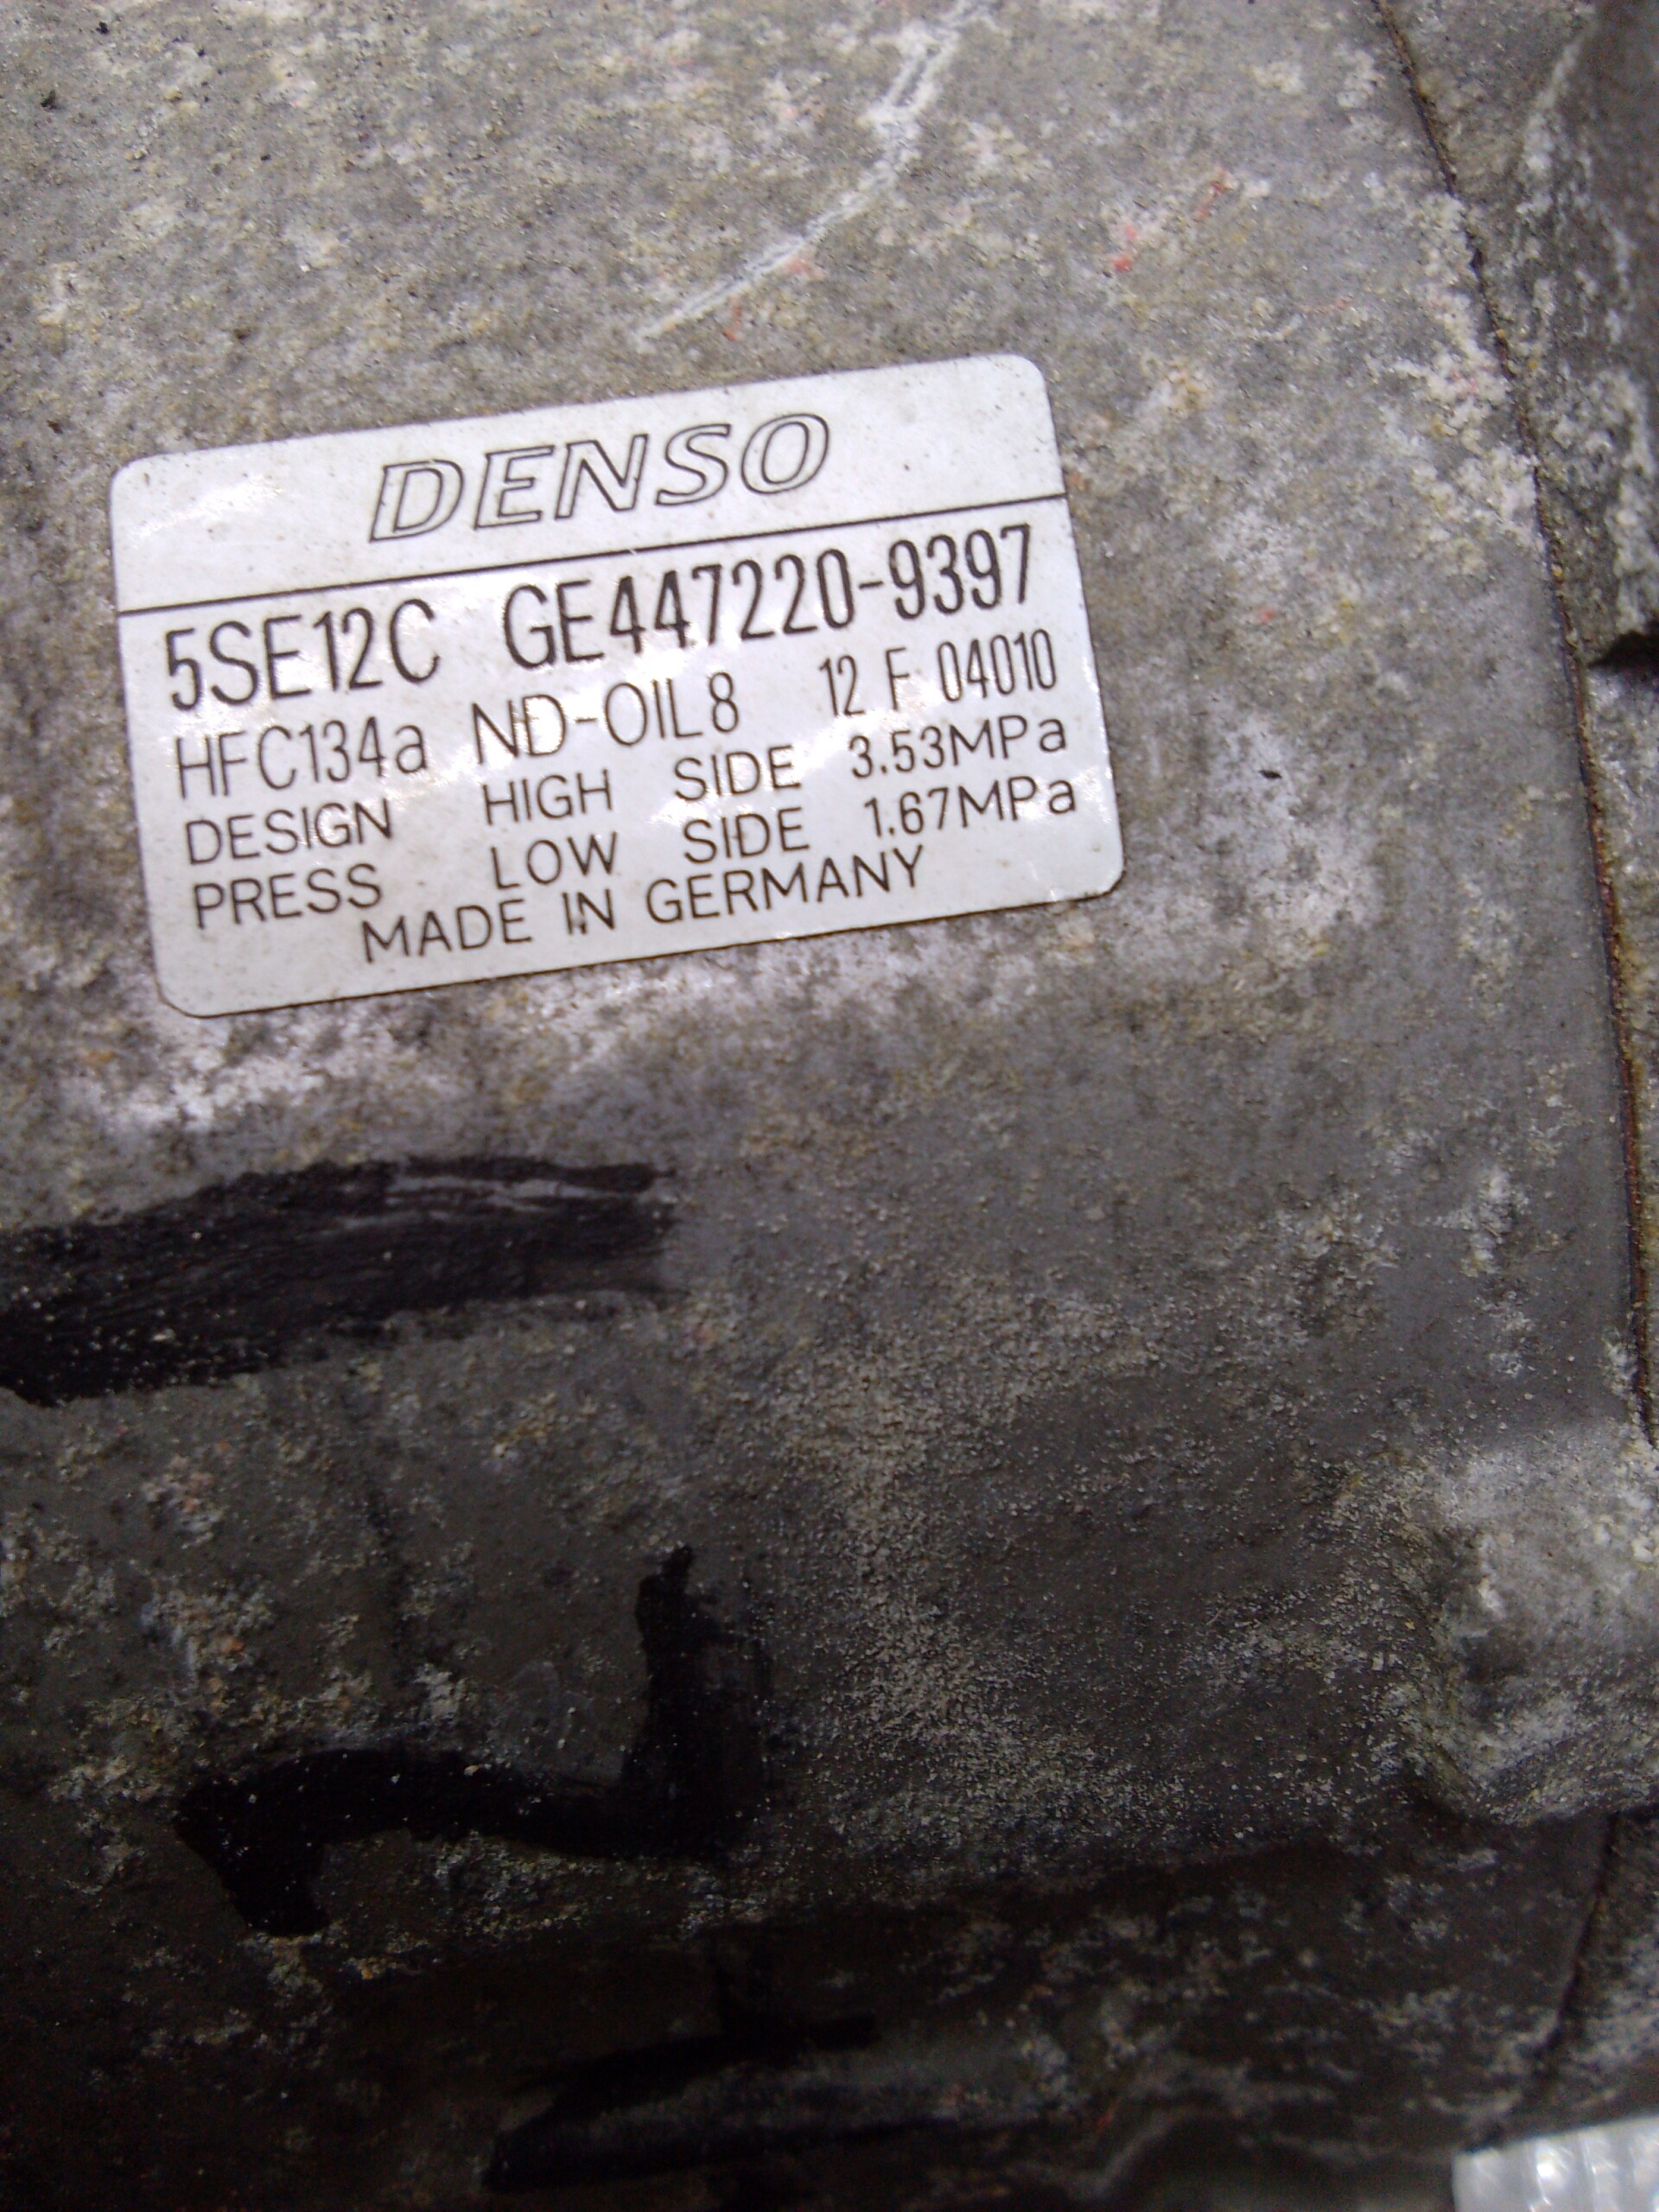 DENSO
5SE12C GE447220-9397
HFC134a ND-OIL8 12 F 04010
DESIGN HIGH SIDE 3.53MPa
PRESS LOW SIDE 1.67MPa
MADE IN GERMANY